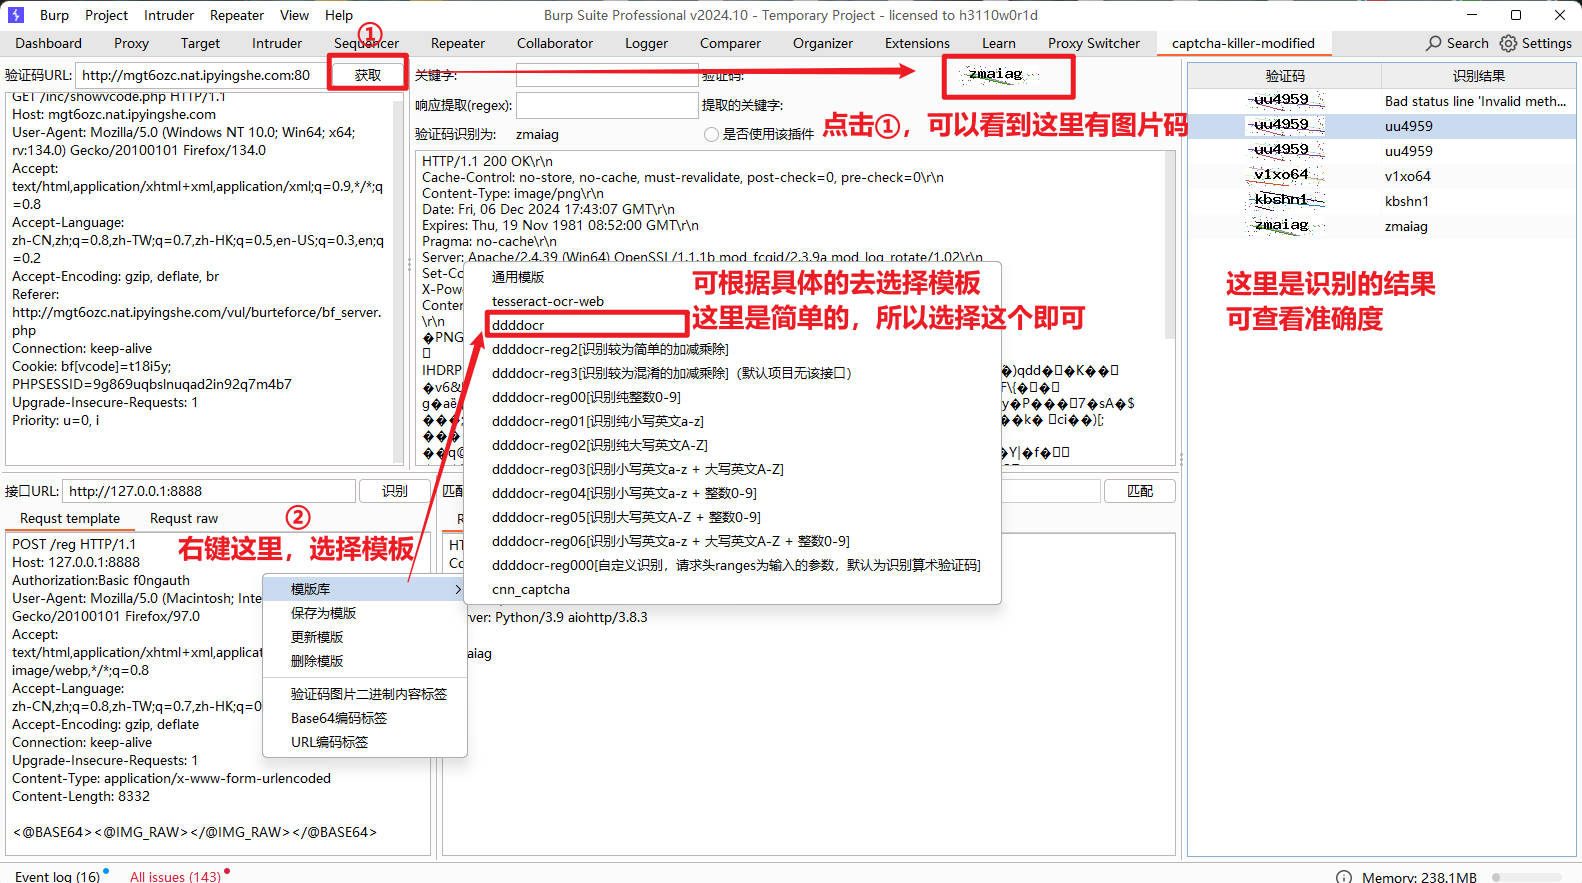 Burp Project Intruder Repeater View Help
Burp Suite Professional v2024.10 - Temporary Project - licensed to h3110w0r1d
Dashboard Proxy Target Intruder Sequencer Repeater Collaborator Logger Comparer Organizer Extensions Learn Proxy Switcher captcha-killer-modified
Search Settings
①
验证码URL: http://mgt6ozc.nat.ipyingshe.com:80 获取
GET /inc/showvcode.php HTTP/1.1
Host: mgt6ozc.nat.ipyingshe.com
User-Agent: Mozilla/5.0 (Windows NT 10.0; Win64; x64;
rv:134.0) Gecko/20100101 Firefox/134.0
Accept:
text/html,application/xhtml+xml,application/xml;q=0.9,*/*;q
=0.8
Accept-Language:
zh-CN,zh;q=0.8,zh-TW;q=0.7,zh-HK;q=0.5,en-US;q=0.3,en;q
=0.2
Accept-Encoding: gzip, deflate, br
Referer:
http://mgt6ozc.nat.ipyingshe.com/vul/burteforce/bf_server.
php
Connection: keep-alive
Cookie: bf[vcode]=t18i5y;
PHPSESSID=9g869uqbslnuqad2in92q7m4b7
Upgrade-Insecure-Requests: 1
Priority: u=0, i
关键字: 验证码:
zmaiag
响应提取(regex): 提取的关键字:
验证码识别为: zmaiag 是否使用该插件
点击①，可以看到这里有图片码
HTTP/1.1 200 OK\r\n
Cache-Control: no-store, no-cache, must-revalidate, post-check=0, pre-check=0\r\n
Content-Type: image/png\r\n
Date: Fri, 06 Dec 2024 17:43:07 GMT\r\n
Expires: Thu, 19 Nov 1981 08:52:00 GMT\r\n
Pragma: no-cache\r\n
Server: Apache/2.4.39 (Win64) OpenSSL/1.1.1b mod_fcgid/2.3.9a mod_log_rotate/1.02\r\n
Set-Co
X-Powe
Conten
\r\n
�PNG
IHDRP
�v6&
g�aё
���;
���
��q@
�)qdd��K��
F\{��
y�P���7�sA�$
��k� ci��)[;
�Y|�f�
通用模版
tesseract-ocr-web
ddddocr
ddddocr-reg2[识别较为简单的加减乘除]
ddddocr-reg3[识别较为混淆的加减乘除]（默认项目无该接口）
ddddocr-reg00[识别纯整数0-9]
ddddocr-reg01[识别纯小写英文a-z]
ddddocr-reg02[识别纯大写英文A-Z]
ddddocr-reg03[识别小写英文a-z + 大写英文A-Z]
ddddocr-reg04[识别小写英文a-z + 整数0-9]
ddddocr-reg05[识别大写英文A-Z + 整数0-9]
ddddocr-reg06[识别小写英文a-z + 大写英文A-Z + 整数0-9]
ddddocr-reg000[自定义识别，请求头ranges为输入的参数，默认为识别算术验证码]
cnn_captcha
可根据具体的去选择模板
这里是简单的，所以选择这个即可
验证码 识别结果
uu4959 Bad status line 'Invalid meth...
uu4959 uu4959
uu4959 uu4959
v1xo64 v1xo64
kbshn1 kbshn1
zmaiag zmaiag
这里是识别的结果
可查看准确度
接口URL: http://127.0.0.1:8888 识别 匹配
匹配
Requst template Requst raw
②
右键这里，选择模板
R
POST /reg HTTP/1.1
Host: 127.0.0.1:8888
Authorization:Basic f0ngauth
User-Agent: Mozilla/5.0 (Macintosh; Inte
Gecko/20100101 Firefox/97.0
Accept:
text/html,application/xhtml+xml,applicat
image/webp,*/*;q=0.8
Accept-Language:
zh-CN,zh;q=0.8,zh-TW;q=0.7,zh-HK;q=0
Accept-Encoding: gzip, deflate
Connection: keep-alive
Upgrade-Insecure-Requests: 1
Content-Type: application/x-www-form-urlencoded
Content-Length: 8332
<@BASE64><@IMG_RAW></@IMG_RAW></@BASE64>
模版库
保存为模版
更新模版
删除模版
验证码图片二进制内容标签
Base64编码标签
URL编码标签
HT
Co
ver: Python/3.9 aiohttp/3.8.3
aiag
Event log (16) All issues (143)
Memory: 238.1MB